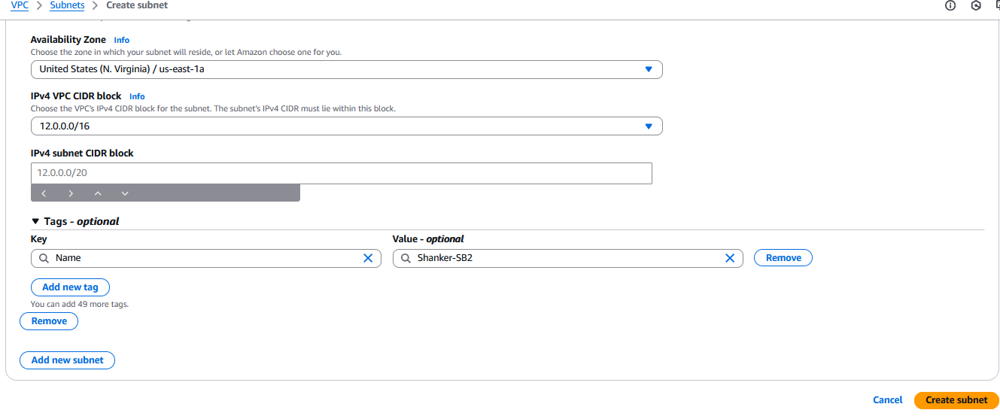 VPC > Subnets > Create subnet
Availability Zone Info
Choose the zone in which your subnet will reside, or let Amazon choose one for you.
United States (N. Virginia) / us-east-1a
IPv4 VPC CIDR block Info
Choose the VPC's IPv4 CIDR block for the subnet. The subnet's IPv4 CIDR must lie within this block.
12.0.0.0/16
IPv4 subnet CIDR block
12.0.0.0/20
Tags - optional
Key Value - optional
Name Shanker-SB2 Remove
Add new tag
You can add 49 more tags.
Remove
Add new subnet
Cancel Create subnet